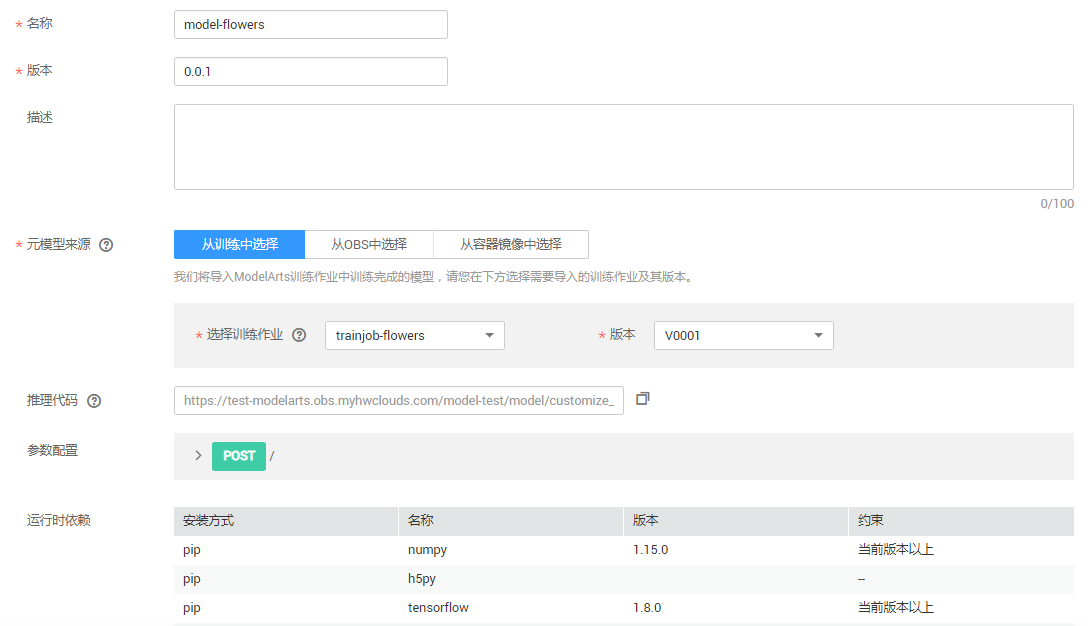 * 名称 model-flowers
* 版本 0.0.1
描述
0/100
* 元模型来源 ? 从训练中选择 从OBS中选择 从容器镜像中选择
我们将导入ModelArts训练作业中训练完成的模型，请您在下方选择需要导入的训练作业及其版本。
* 选择训练作业 ? trainjob-flowers * 版本 V0001
推理代码 ? https://test-modelarts.obs.myhwclouds.com/model-test/model/customize_
参数配置 > POST /
运行时依赖 安装方式 名称 版本 约束
pip numpy 1.15.0 当前版本以上
pip h5py --
pip tensorflow 1.8.0 当前版本以上